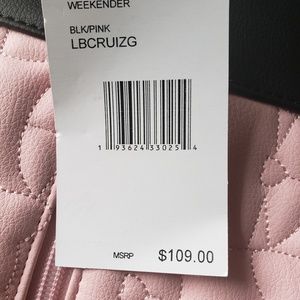 WEEKENDER
BLK/PINK
LBCRUIZG
1 93624 33025 4
MSRP $109.00